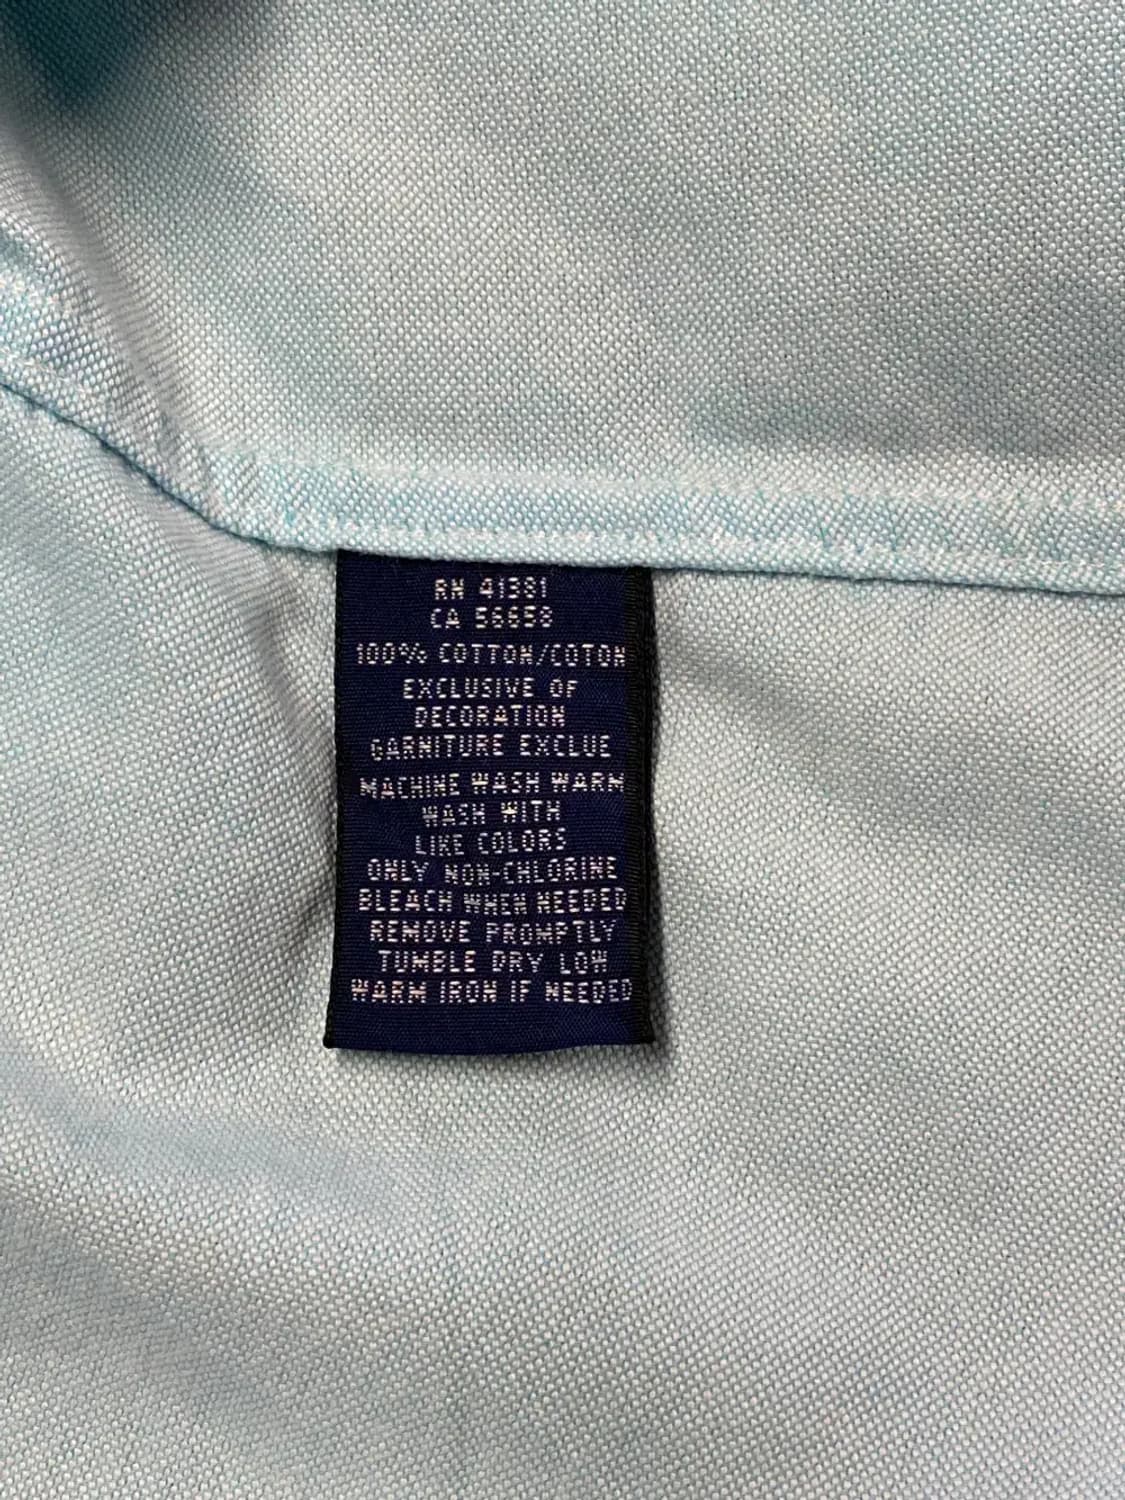 RN 41381
CA 56658
100% COTTON/COTON
EXCLUSIVE OF
DECORATION
GARNITURE EXCLUE
MACHINE WASH WARM
WASH WITH
LIKE COLORS
ONLY NON-CHLORINE
BLEACH WHEN NEEDED
REMOVE PROMPTLY
TUMBLE DRY LOW
WARM IRON IF NEEDED